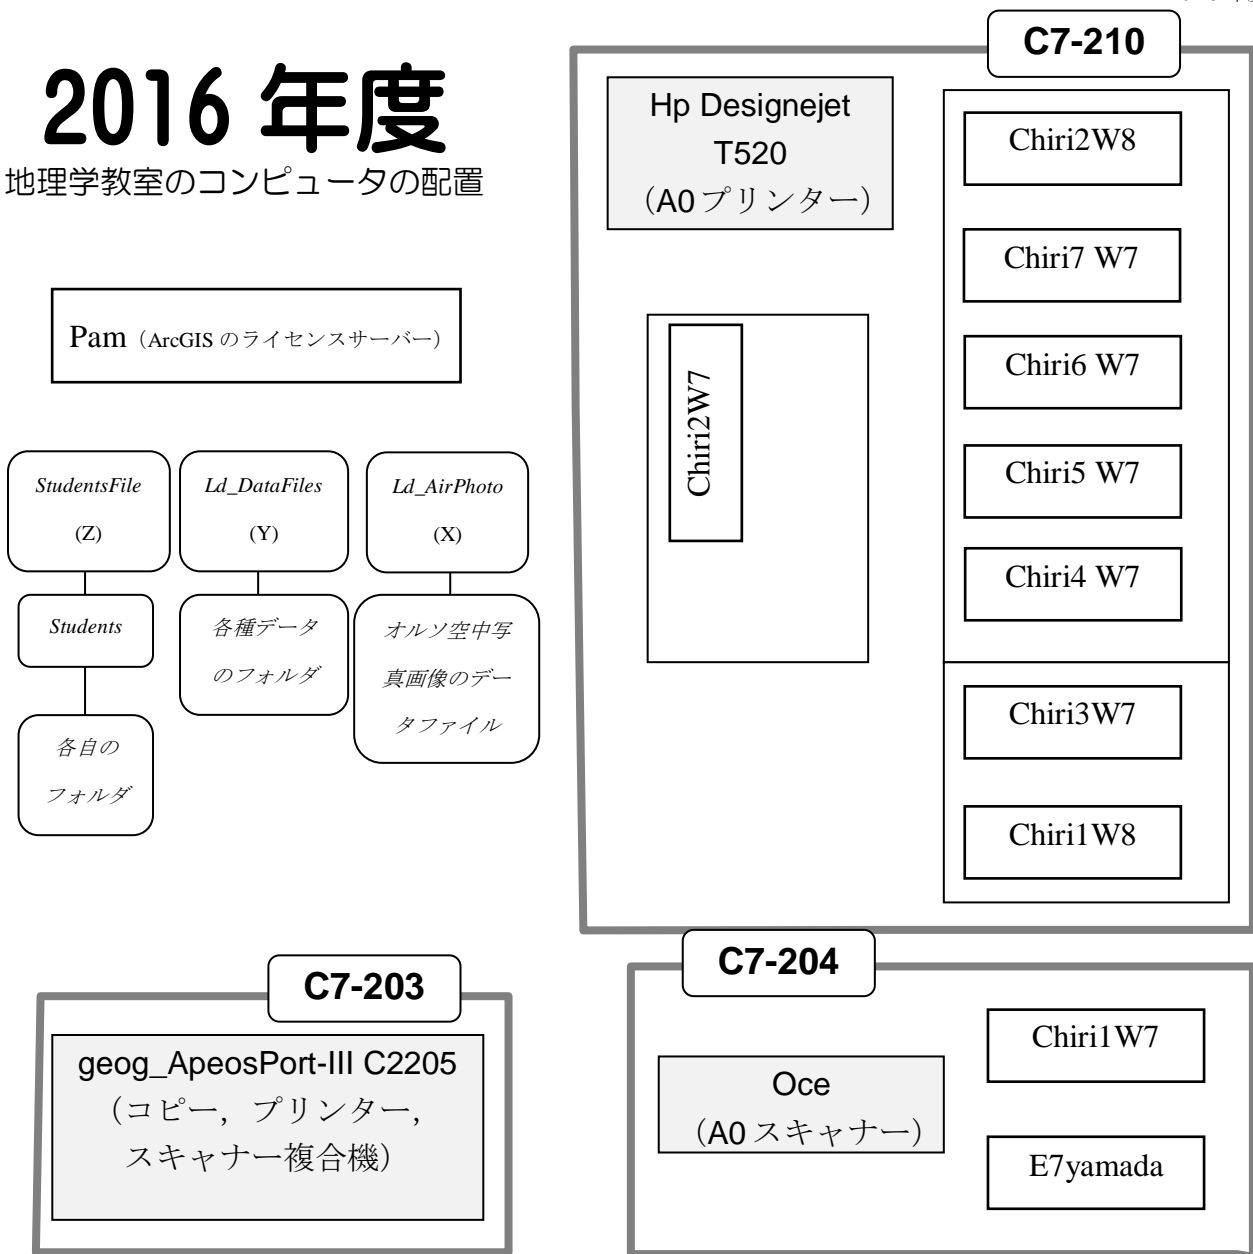 2016 年度
地理学教室のコンピュータの配置
Pam（ArcGIS のライセンスサーバー）
StudentsFile
(Z)
Ld_DataFiles
(Y)
Ld_AirPhoto
(X)
Students
各種データ
のフォルダ
オルソ空中写
真画像のデー
タファイル
各自の
フォルダ
C7-210
Hp Designejet
T520
（A0プリンター）
Chiri2W7
Chiri2W8
Chiri7 W7
Chiri6 W7
Chiri5 W7
Chiri4 W7
Chiri3W7
Chiri1W8
C7-203
geog_ApeosPort-III C2205
（コピー，プリンター，
スキャナー複合機）
C7-204
Oce
（A0スキャナー）
Chiri1W7
E7yamada